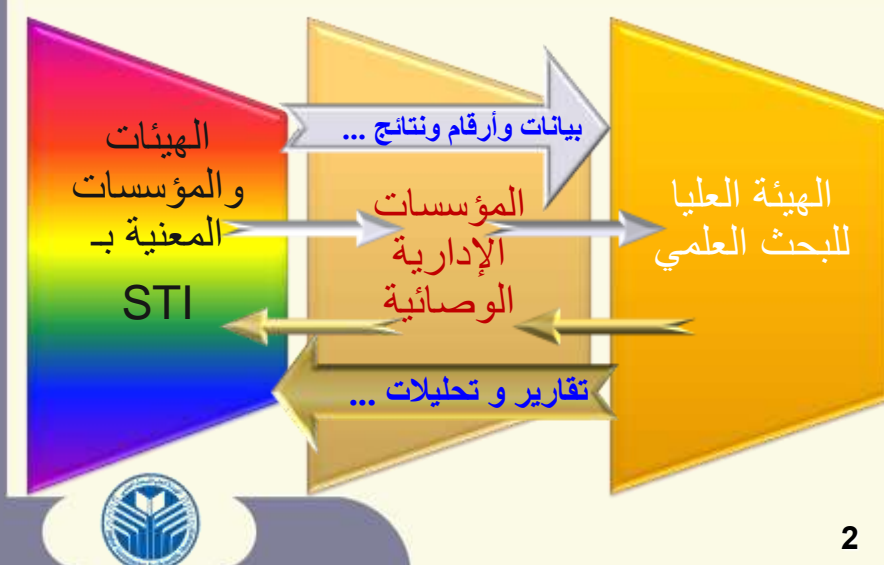 الهيئات
والمؤسسات
المعنية بـ
STI
بيانات وأرقام ونتائج ...
المؤسسات
الإدارية
الوصائية
تقارير و تحليلات ...
الهيئة العليا
للبحث العلمي
2